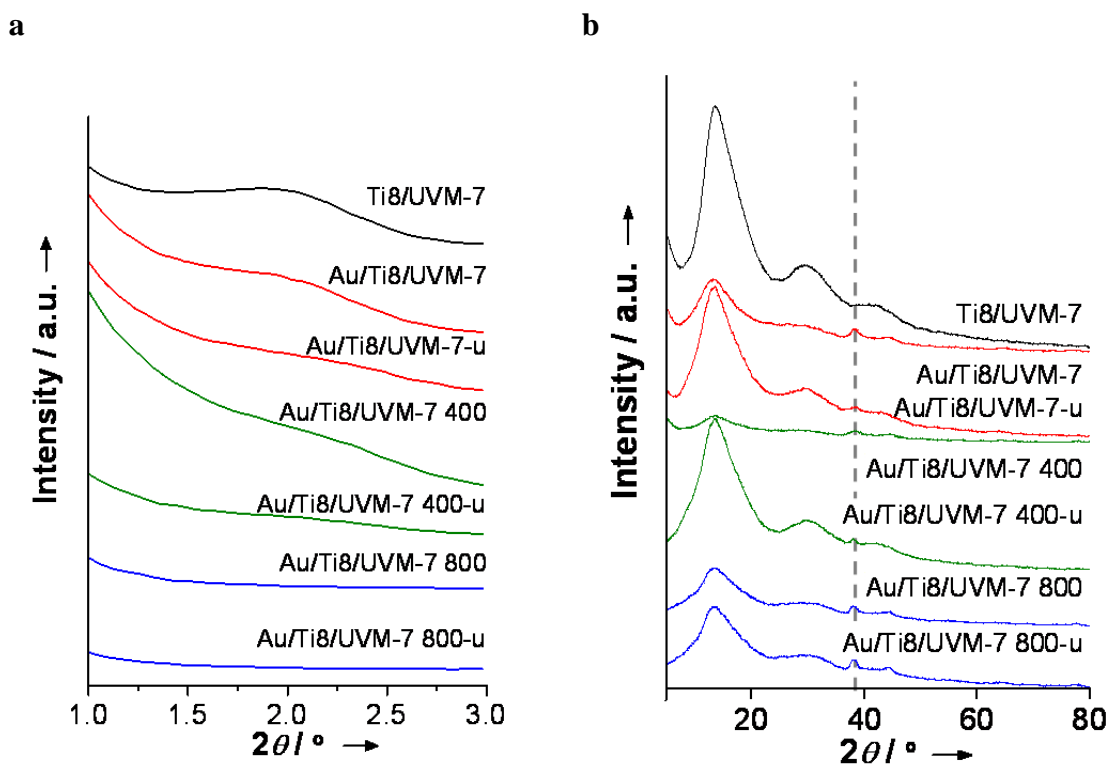 a
Intensity / a.u.
Ti8/UVM-7
Au/Ti8/UVM-7
Au/Ti8/UVM-7-u
Au/Ti8/UVM-7 400
Au/Ti8/UVM-7 400-u
Au/Ti8/UVM-7 800
Au/Ti8/UVM-7 800-u
1.0 1.5 2.0 2.5 3.0
2θ / °
b
Intensity / a.u.
Ti8/UVM-7
Au/Ti8/UVM-7
Au/Ti8/UVM-7-u
Au/Ti8/UVM-7 400
Au/Ti8/UVM-7 400-u
Au/Ti8/UVM-7 800
Au/Ti8/UVM-7 800-u
20 40 60 80
2θ / °